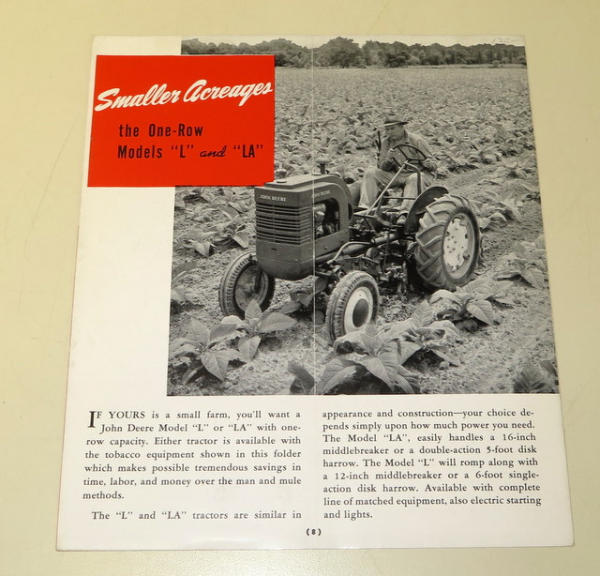 Smaller Acreages
the One-Row
Models "L" and "LA"
JOHN DEERE
IF YOURS is a small farm, you'll want a
John Deere Model "L" or "LA" with one-
row capacity. Either tractor is available with
the tobacco equipment shown in this folder
which makes possible tremendous savings in
time, labor, and money over the man and mule
methods.
The "L" and "LA" tractors are similar in
appearance and construction—your choice de-
pends simply upon how much power you need.
The Model "LA", easily handles a 16-inch
middlebreaker or a double-action 5-foot disk
harrow. The Model "L" will romp along with
a 12-inch middlebreaker or a 6-foot single-
action disk harrow. Available with complete
line of matched equipment, also electric starting
and lights.
(8)